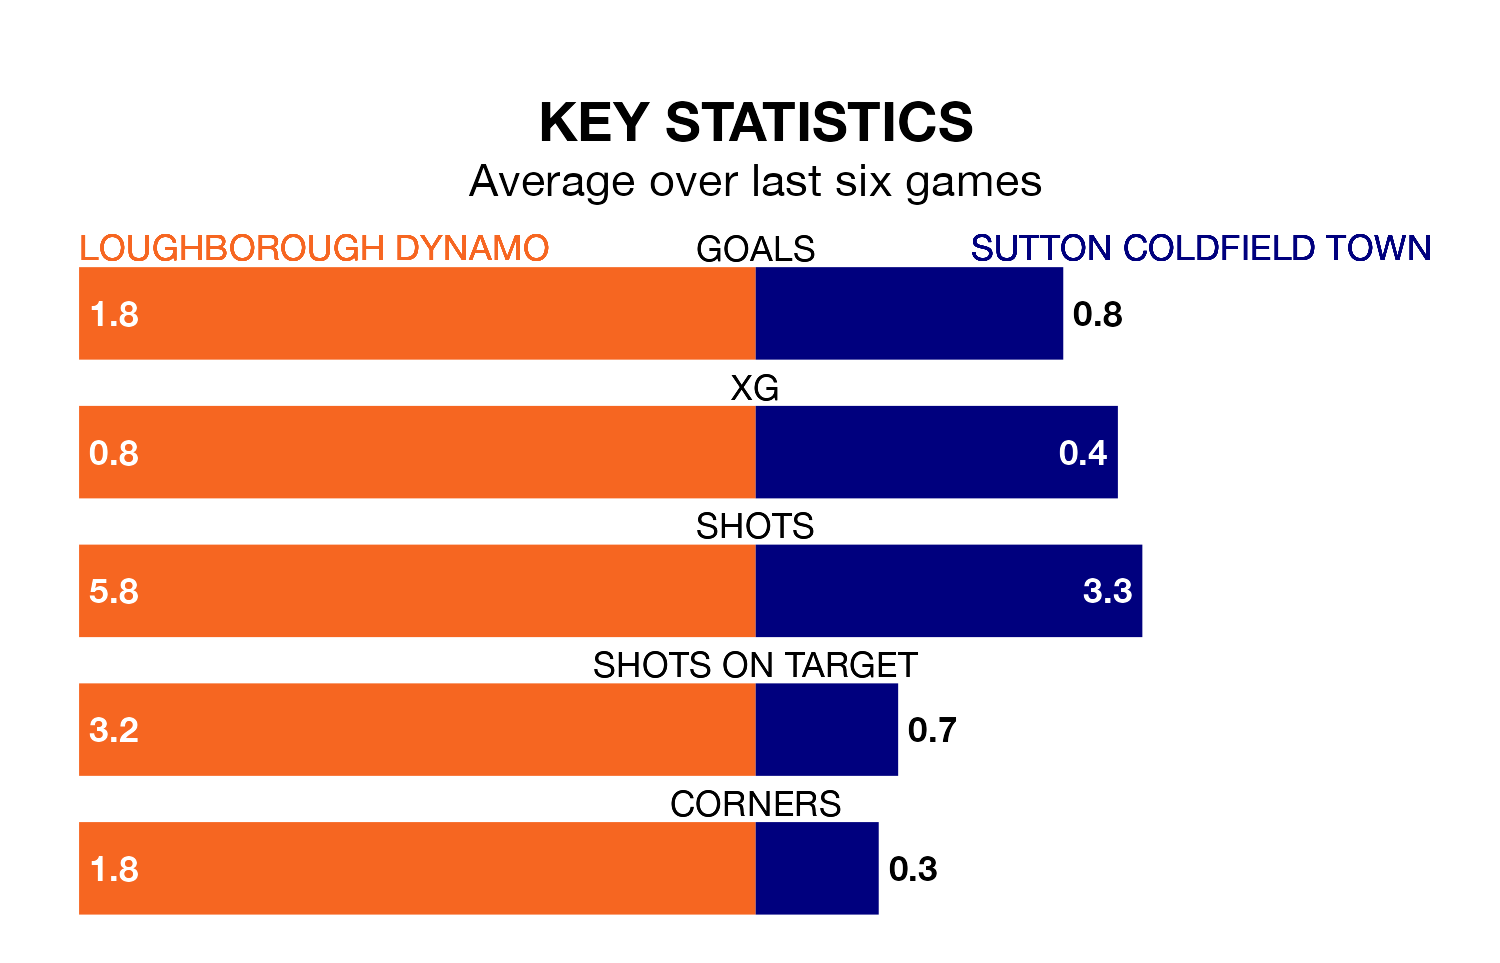 KEY STATISTICS
Average over last six games
LOUGHBOROUGH DYNAMO GOALS SUTTON COLDFIELD TOWN
1.8 0.8
XG
0.8 0.4
SHOTS
5.8 3.3
SHOTS ON TARGET
3.2 0.7
CORNERS
1.8 0.3